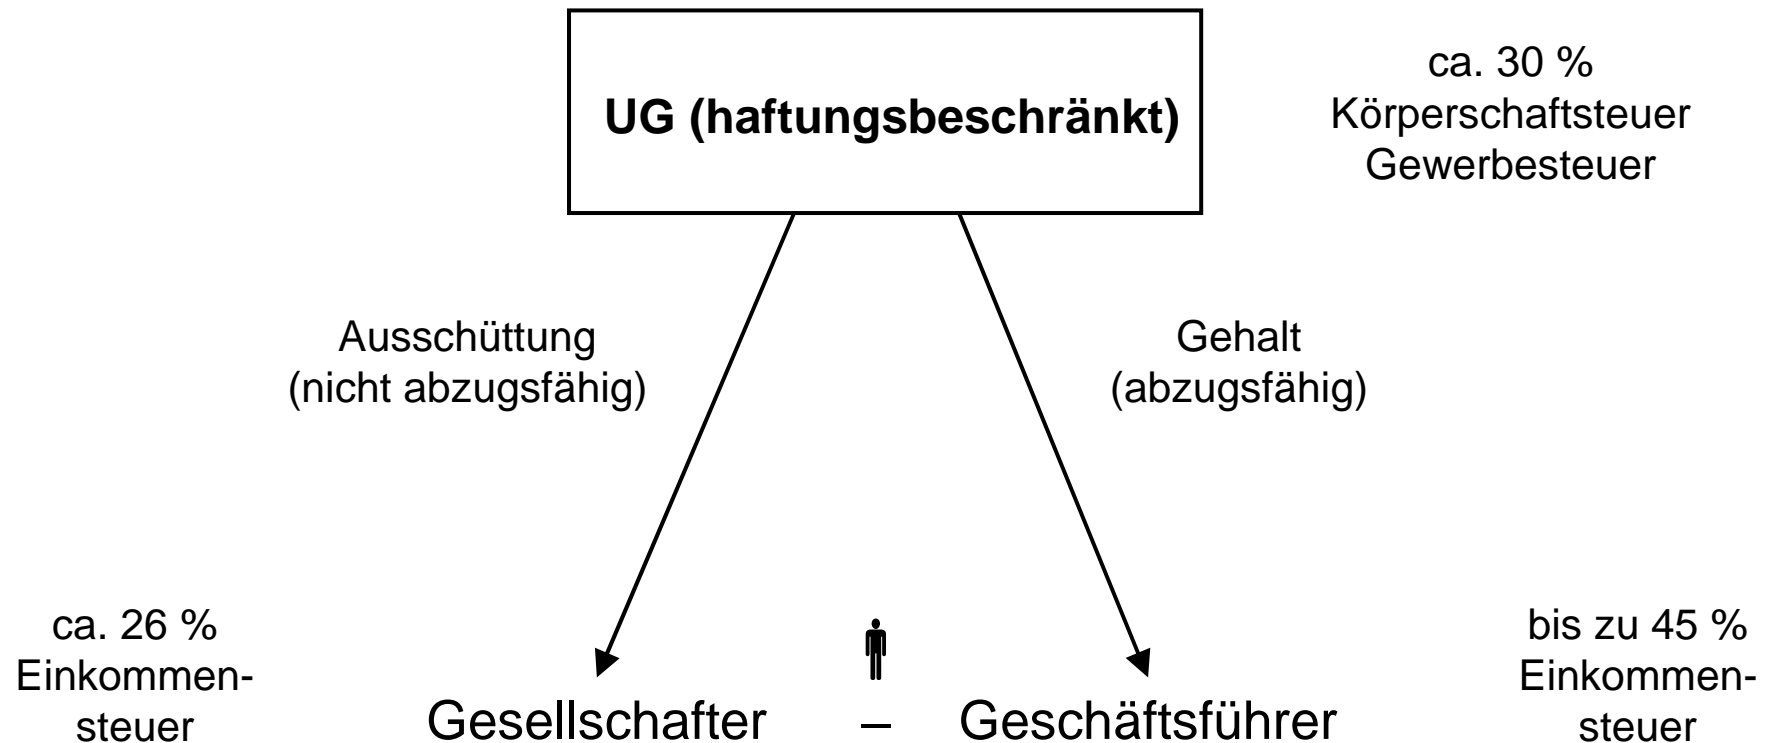 UG (haftungsbeschränkt)
ca. 30 %
Körperschaftsteuer
Gewerbesteuer
Ausschüttung
(nicht abzugsfähig)
Gehalt
(abzugsfähig)
ca. 26 %
Einkommen-
steuer
Gesellschafter – Geschäftsführer
bis zu 45 %
Einkommen-
steuer